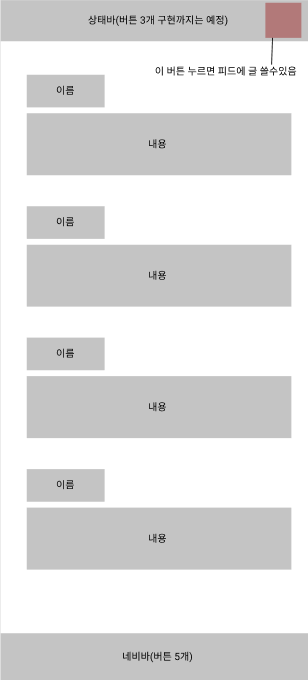 상태바(버튼 3개 구현까지는 예정)
이 버튼 누르면 피드에 글 쓸수있음
이름
내용
이름
내용
이름
내용
이름
내용
네비바(버튼 5개)